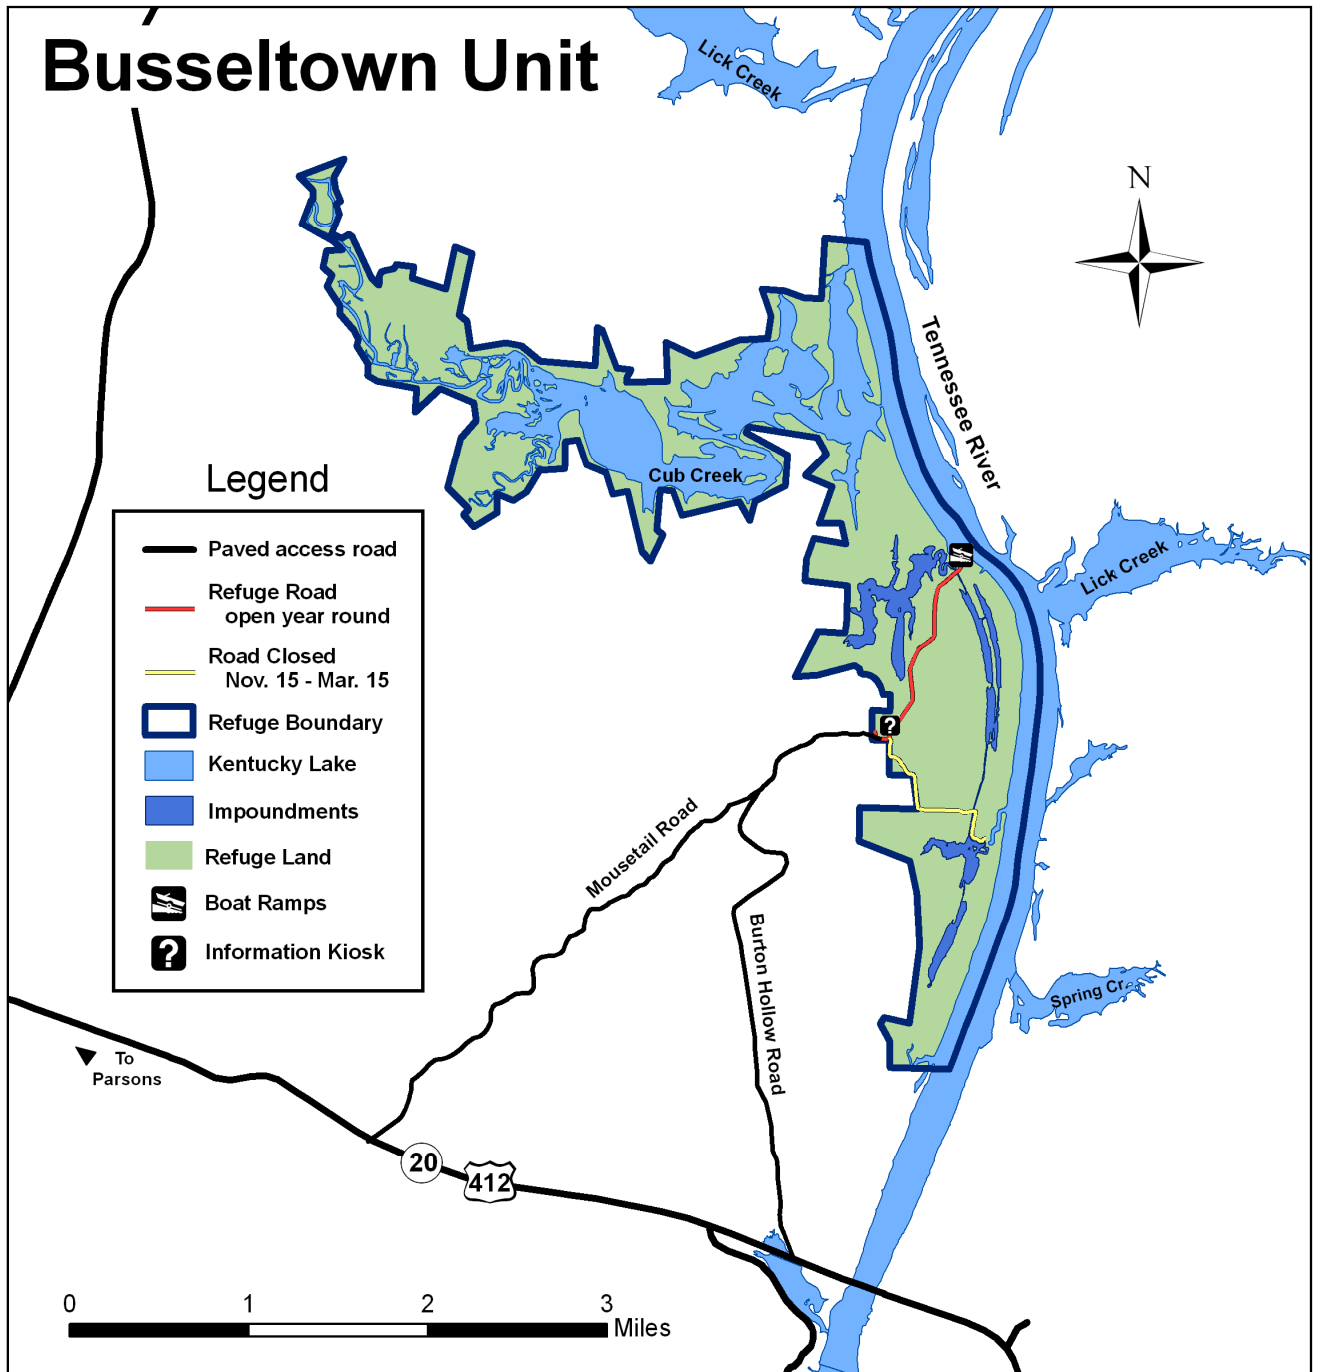 Busseltown Unit
Lick Creek
N
Tennessee River
Cub Creek
Lick Creek
Legend
Paved access road
Refuge Road
open year round
Road Closed
Nov. 15 - Mar. 15
Refuge Boundary
Kentucky Lake
Impoundments
Refuge Land
Boat Ramps
?
Information Kiosk
?
Mousetail Road
Burton Hollow Road
Spring Cr.
To
Parsons
20
412
0 1 2 3
Miles